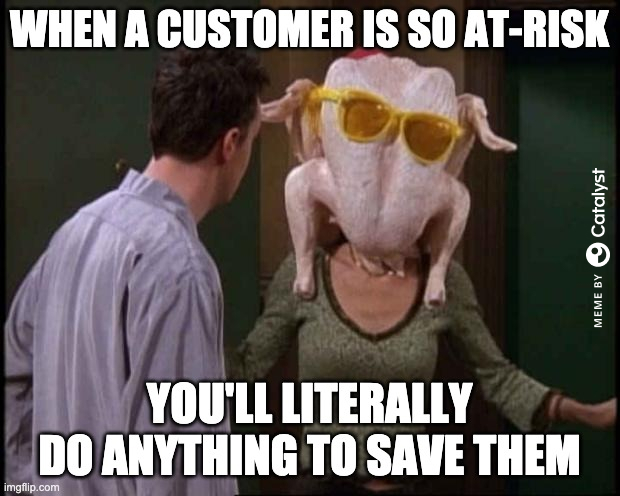 WHEN A CUSTOMER IS SO AT-RISK
MEME BY Catalyst
YOU'LL LITERALLY
DO ANYTHING TO SAVE THEM
imgflip.com